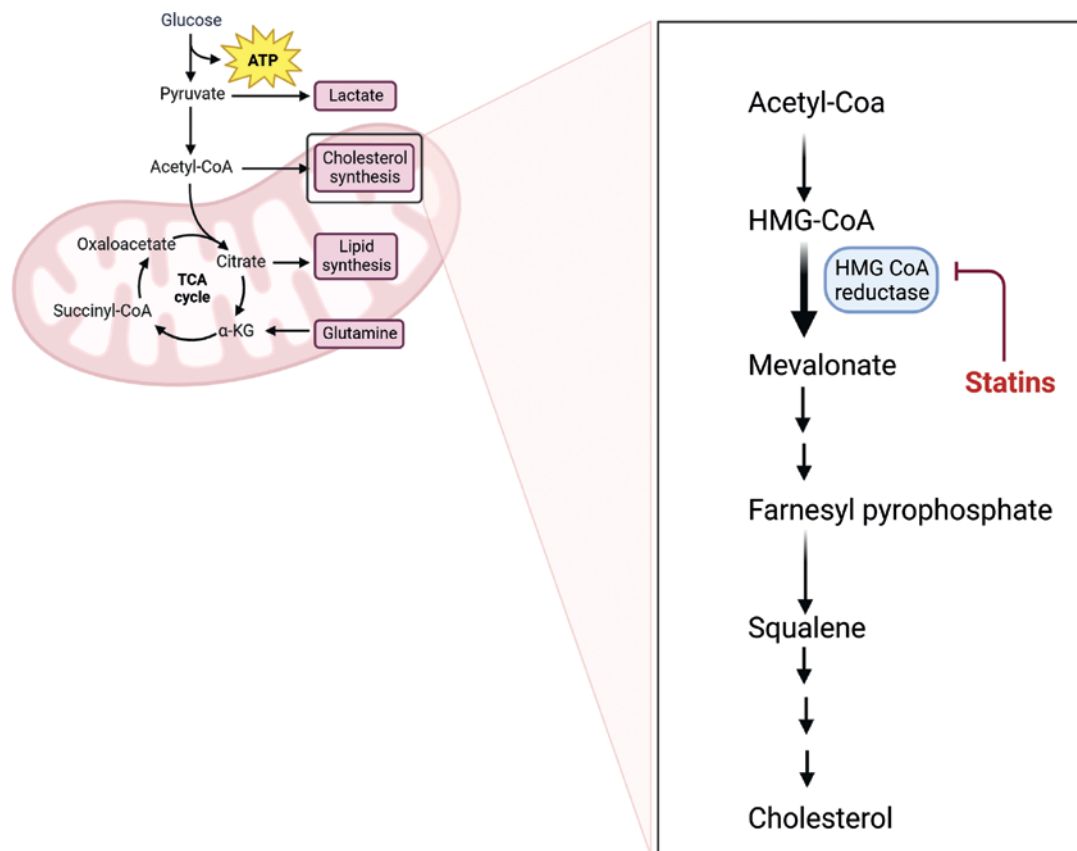 Glucose
ATP
Pyruvate
Lactate
Acetyl-CoA
Cholesterol
synthesis
Oxaloacetate
Citrate
Lipid
synthesis
TCA
cycle
Succinyl-CoA
α-KG
Glutamine
Acetyl-Coa
HMG-CoA
HMG CoA
reductase
Mevalonate
Statins
Farnesyl pyrophosphate
Squalene
Cholesterol